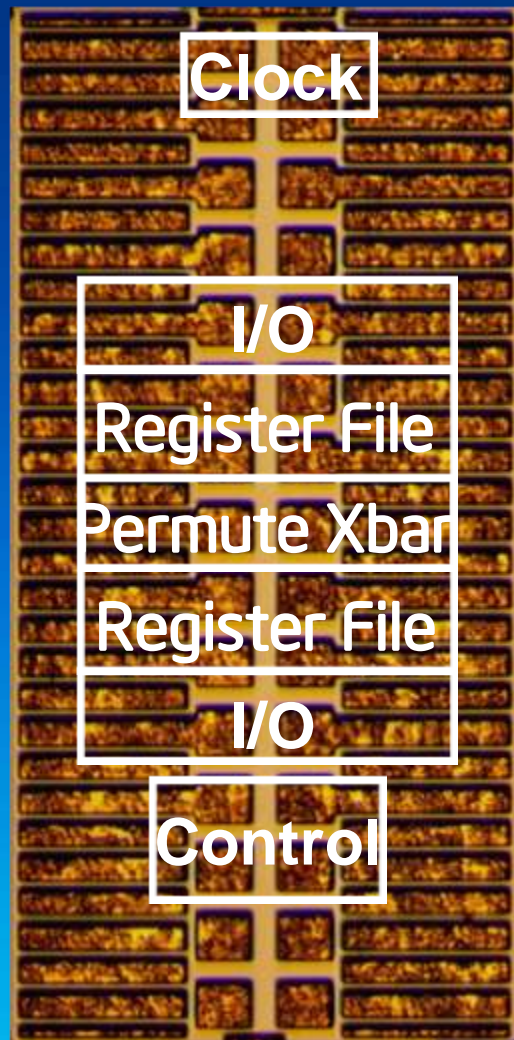 Clock
I/O
Register File
Permute Xbar
Register File
I/O
Control